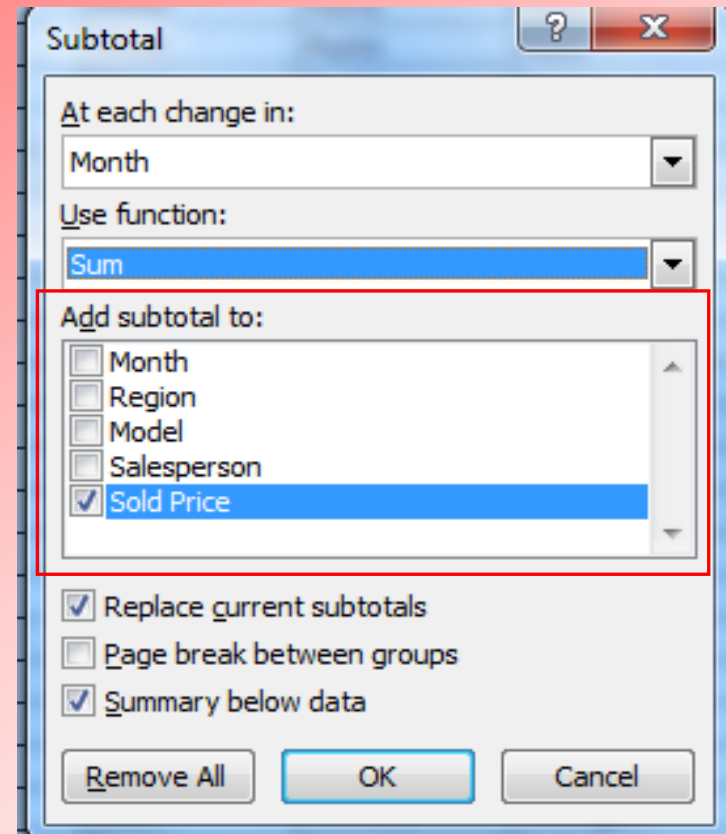 Subtotal
At each change in:
Month
Use function:
Sum
Add subtotal to:
Month
Region
Model
Salesperson
Sold Price
Replace current subtotals
Page break between groups
Summary below data
Remove All OK Cancel